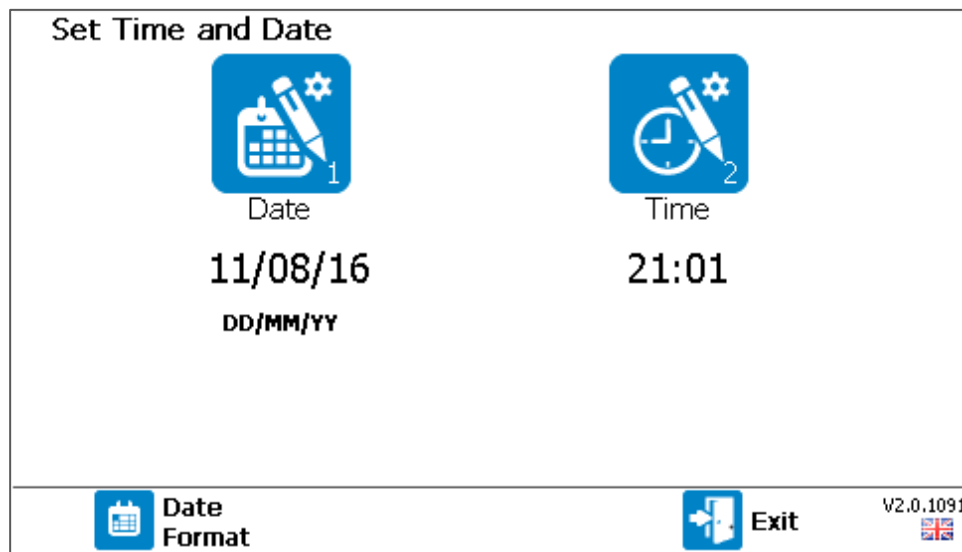 Set Time and Date
1
2
Date
Time
11/08/16
21:01
DD/MM/YY
Date
Format
Exit
V2.0.1091